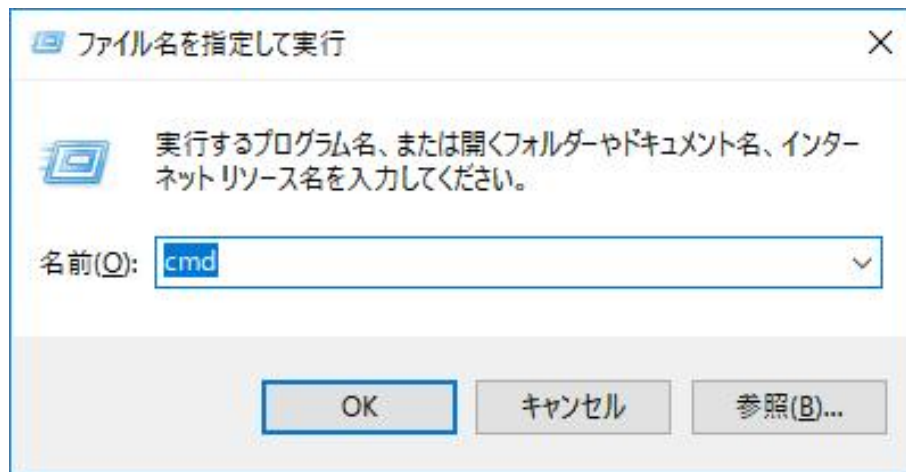 ファイル名を指定して実行
実行するプログラム名、または開くフォルダーやドキュメント名、インター
ネット リソース名を入力してください。
名前(O): cmd
OK キャンセル 参照(B)...